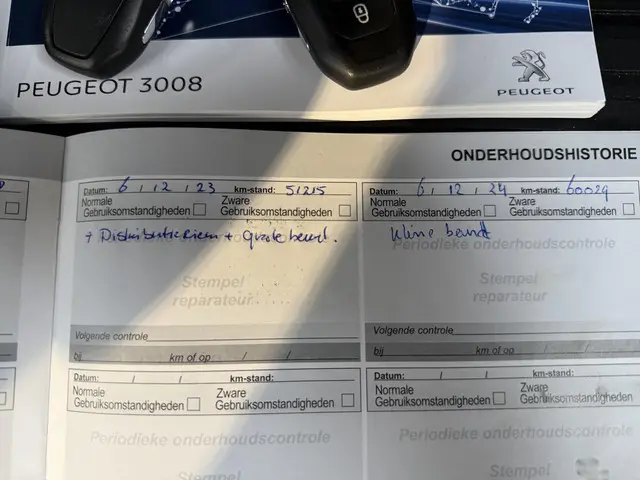 PEUGEOT 3008
PEUGEOT
ONDERHOUDSHISTORIE
Datum: 6 , 12 , 23 km-stand: 51215
Normale Gebruiksomstandigheden
Zware Gebruiksomstandigheden
+ Distributieriem + grote beurt.
Stempel
reparateur
Volgende controle
bij km of op / /
Datum: 6 , 12 , 24 km-stand: 60029
Normale Gebruiksomstandigheden
Zware Gebruiksomstandigheden
kleine beurt
Periodieke onderhoudscontrole
Stempel
reparateur
Volgende controle
bij km of op / /
Datum: / / km-stand:
Normale Gebruiksomstandigheden
Zware Gebruiksomstandigheden
Periodieke onderhoudscontrole
Stempel
Datum: / / km-stand:
Normale Gebruiksomstandigheden
Zware Gebruiksomstandigheden
Periodieke onderhoudscontrole
Stempel